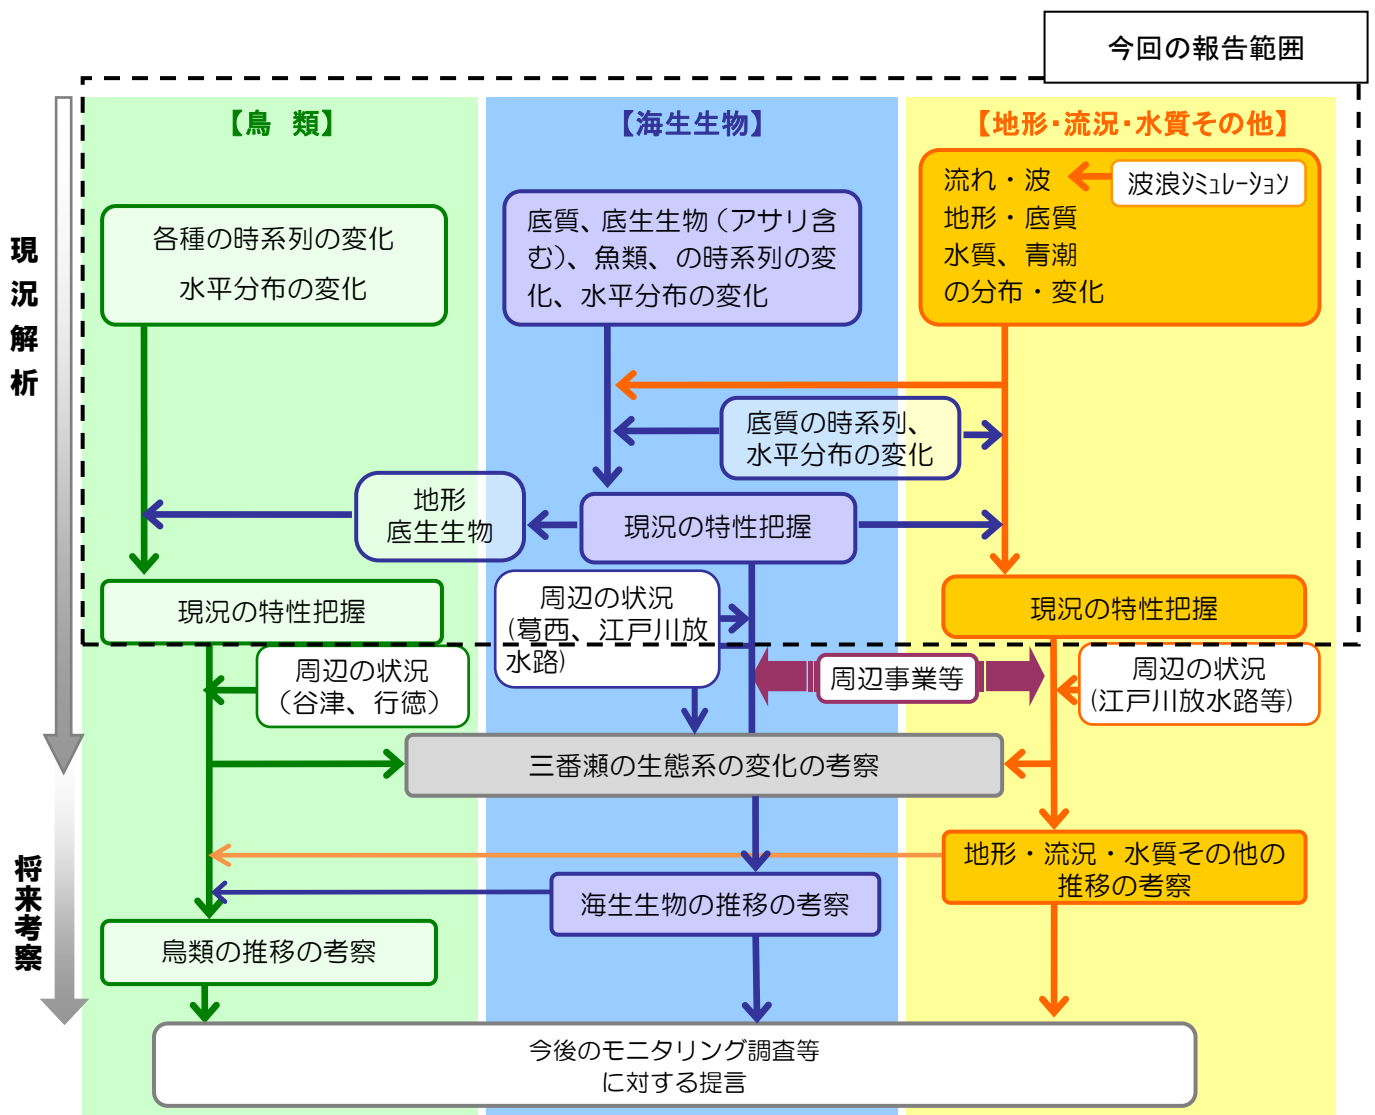 今回の報告範囲
【鳥　類】
【海生生物】
【地形・流況・水質その他】
現況解析
各種の時系列の変化
水平分布の変化
底質、底生生物（アサリ含
む）、魚類、の時系列の変
化、水平分布の変化
流れ・波
波浪ｼﾐｭﾚｰｼｮﾝ
地形・底質
水質、青潮
の分布・変化
底質の時系列、
水平分布の変化
地形
底生生物
現況の特性把握
現況の特性把握
現況の特性把握
周辺の状況
(葛西、江戸川放
水路)
周辺の状況
（谷津、行徳）
周辺事業等
周辺の状況
(江戸川放水路等)
三番瀬の生態系の変化の考察
将来考察
地形・流況・水質その他の
推移の考察
海生生物の推移の考察
鳥類の推移の考察
今後のモニタリング調査等
に対する提言